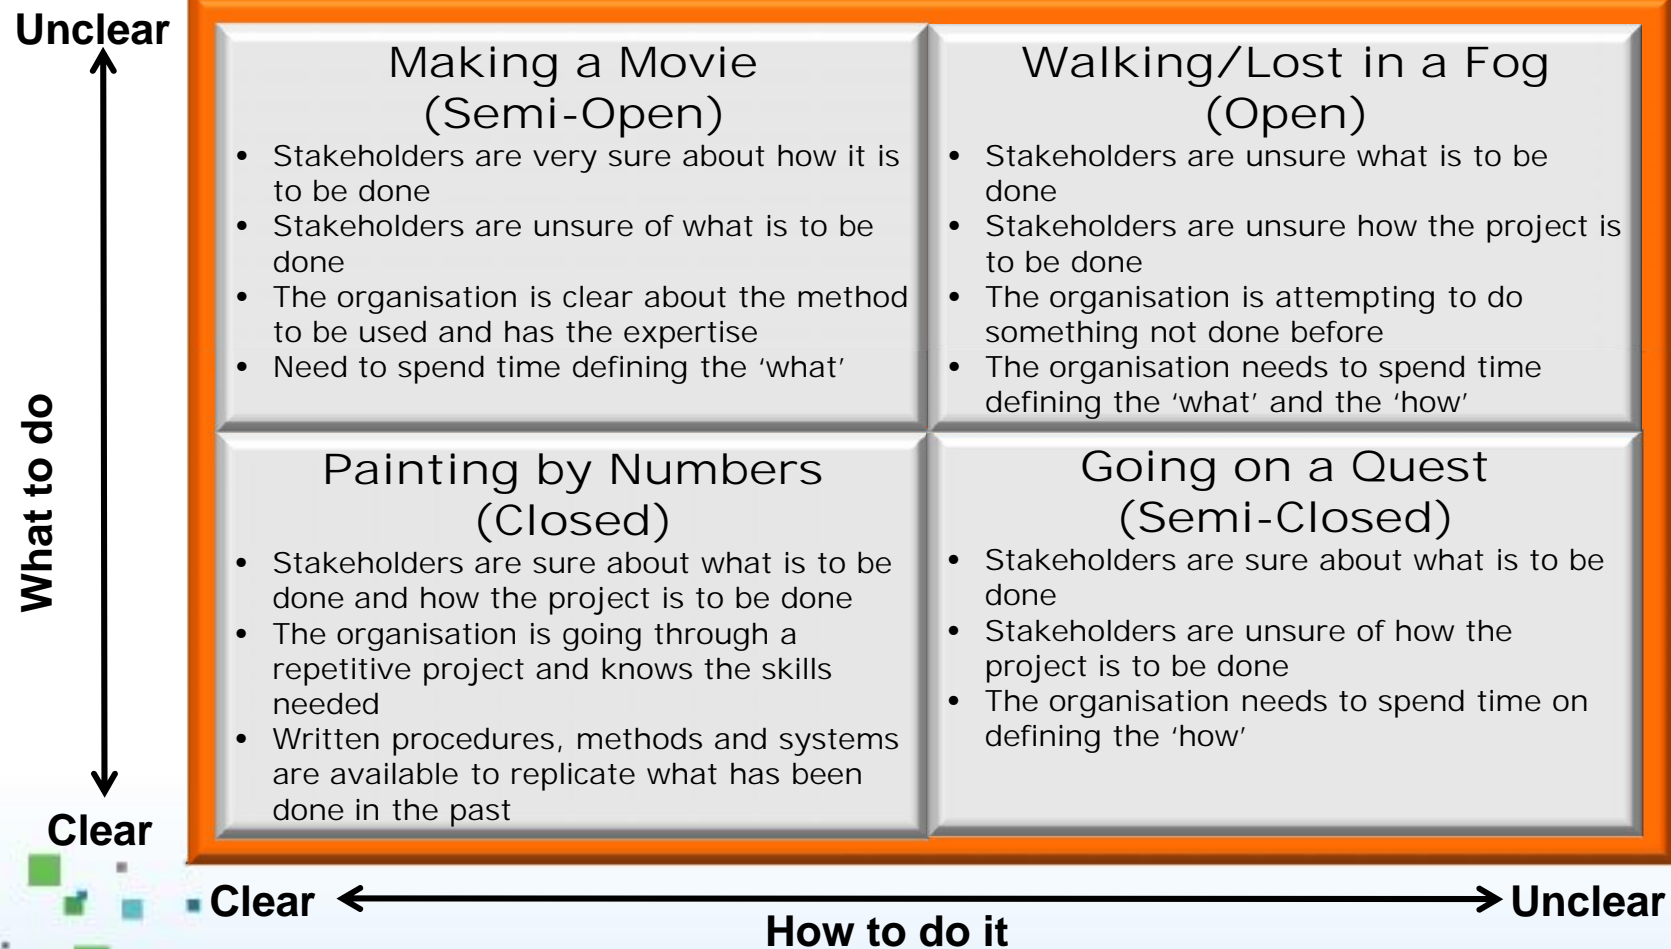 Unclear
What to do
Clear
Making a Movie
(Semi-Open)
• Stakeholders are very sure about how it is
to be done
• Stakeholders are unsure of what is to be
done
• The organisation is clear about the method
to be used and has the expertise
• Need to spend time defining the ‘what’
Walking/Lost in a Fog
(Open)
• Stakeholders are unsure what is to be
done
• Stakeholders are unsure how the project is
to be done
• The organisation is attempting to do
something not done before
• The organisation needs to spend time
defining the ‘what’ and the ‘how’
Painting by Numbers
(Closed)
• Stakeholders are sure about what is to be
done and how the project is to be done
• The organisation is going through a
repetitive project and knows the skills
needed
• Written procedures, methods and systems
are available to replicate what has been
done in the past
Going on a Quest
(Semi-Closed)
• Stakeholders are sure about what is to be
done
• Stakeholders are unsure of how the
project is to be done
• The organisation needs to spend time on
defining the ‘how’
Clear
How to do it
Unclear